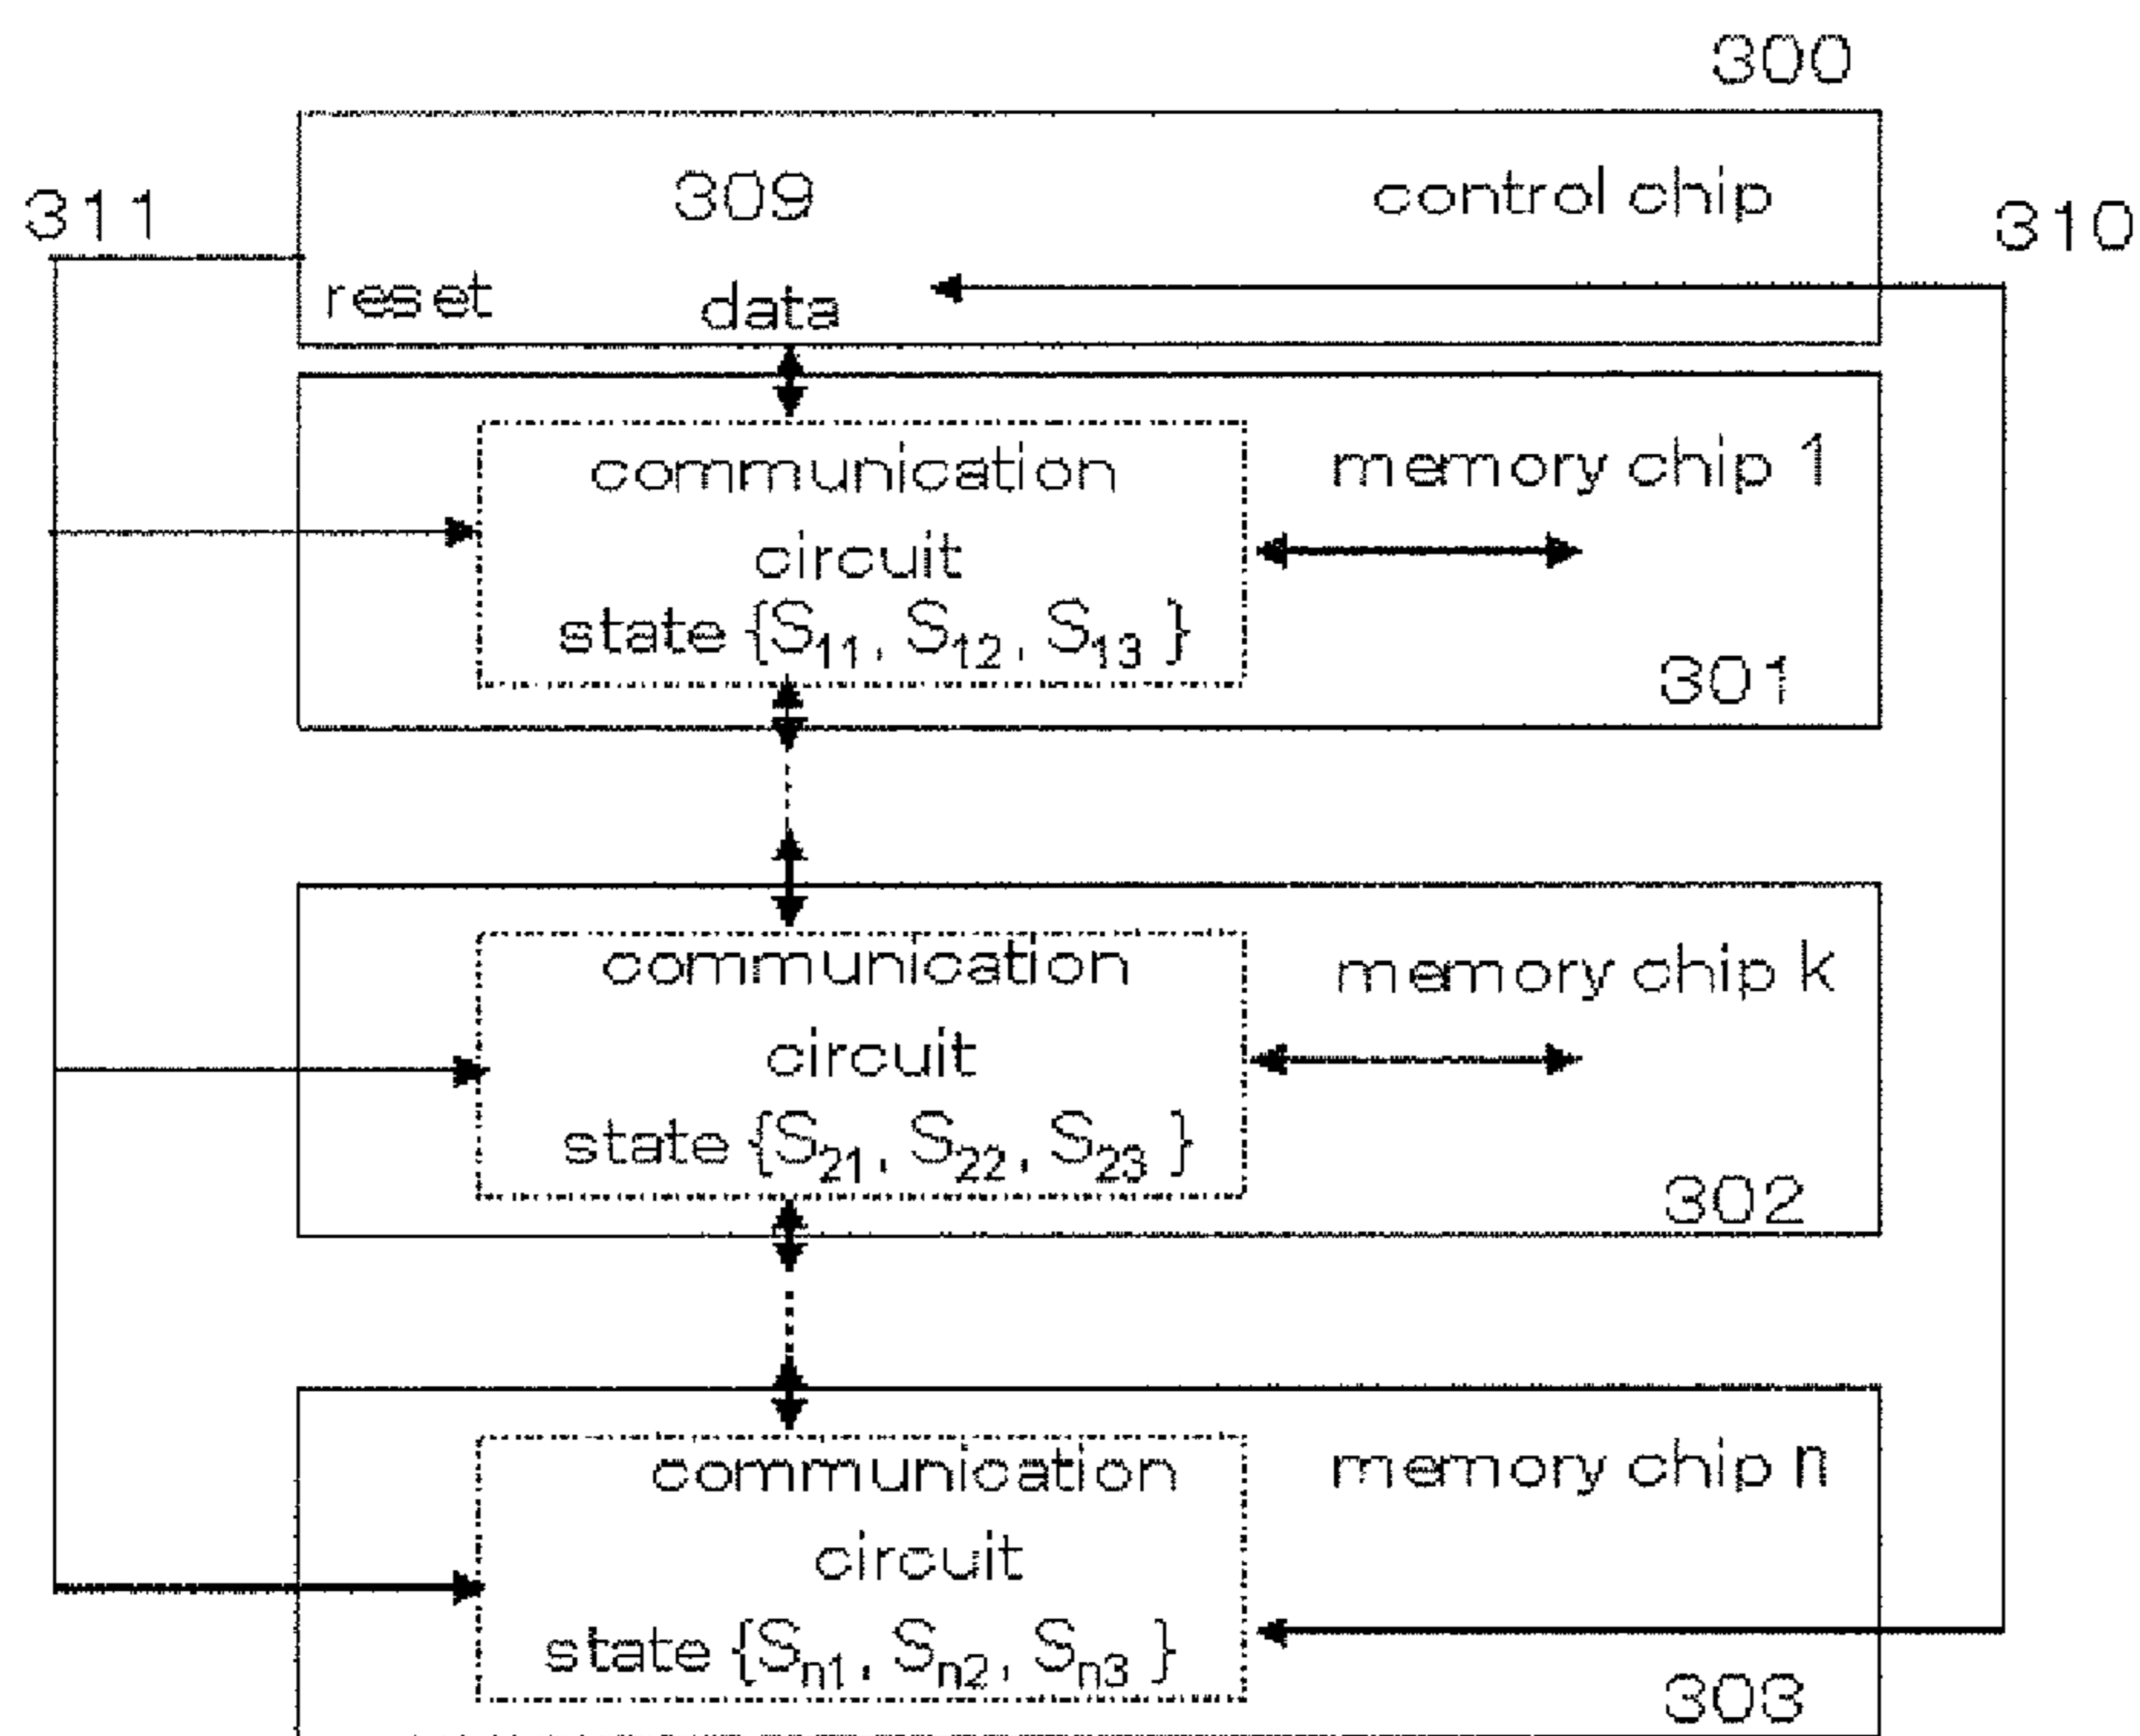 300
309
control chip
311
310
reset
data
communication
circuit
state {S₁₁, S₁₂, S₁₃ }
memory chip 1
301
communication
circuit
state {S₂₁, S₂₂, S₂₃ }
memory chip k
302
communication
circuit
state {Sₙ₁, Sₙ₂, Sₙ₃ }
memory chip n
303